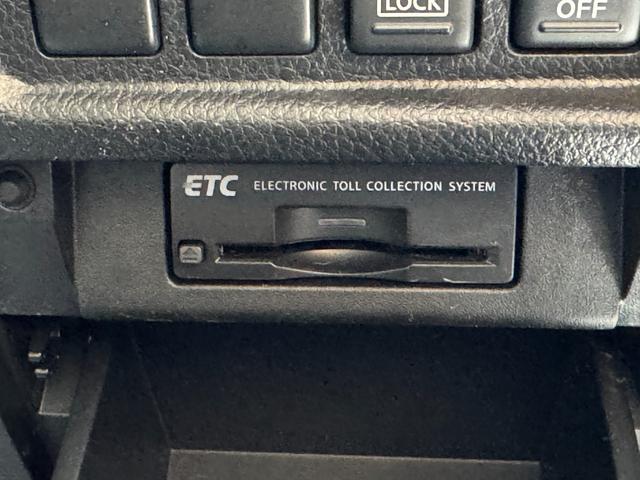 LOCK
OFF
ETC ELECTRONIC TOLL COLLECTION SYSTEM